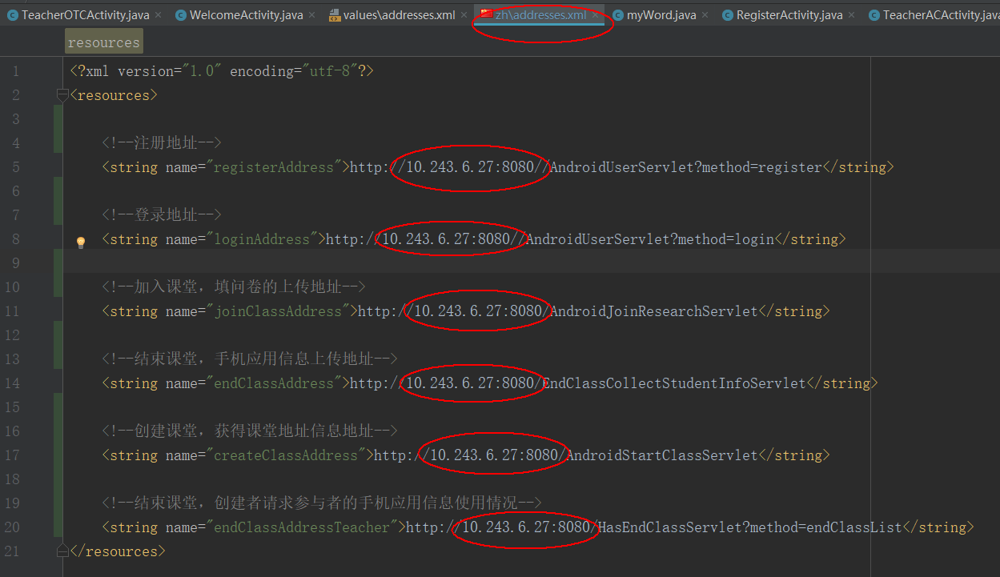 TeacherOTCActivity.java × WelcomeActivity.java × values\addresses.xml × zh\addresses.xml × myWord.java × RegisterActivity.java × TeacherACActivity.java
resources
1 <?xml version="1.0" encoding="utf-8"?>
2 <resources>
3
4 <!--注册地址-->
5 <string name="registerAddress">http://10.243.6.27:8080//AndroidUserServlet?method=register</string>
6
7 <!--登录地址-->
8 <string name="loginAddress">http://10.243.6.27:8080//AndroidUserServlet?method=login</string>
9
10 <!--加入课堂，填问卷的上传地址-->
11 <string name="joinClassAddress">http://10.243.6.27:8080/AndroidJoinResearchServlet</string>
12
13 <!--结束课堂，手机应用信息上传地址-->
14 <string name="endClassAddress">http://10.243.6.27:8080/EndClassCollectStudentInfoServlet</string>
15
16 <!--创建课堂，获得课堂地址信息地址-->
17 <string name="createClassAddress">http://10.243.6.27:8080/AndroidStartClassServlet</string>
18
19 <!--结束课堂，创建者请求参与者的手机应用信息使用情况-->
20 <string name="endClassAddressTeacher">http://10.243.6.27:8080/HasEndClassServlet?method=endClassList</string>
21 </resources>